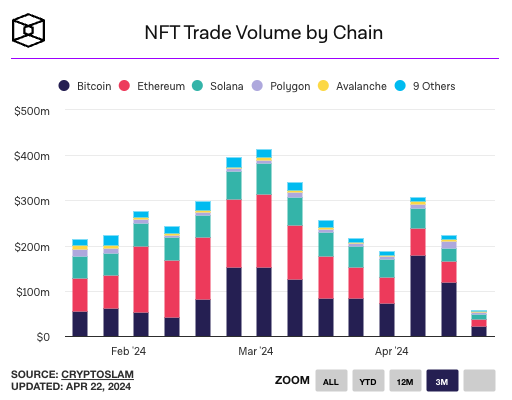 NFT Trade Volume by Chain
Bitcoin Ethereum Solana Polygon Avalanche 9 Others
$500m
$400m
$300m
$200m
$100m
$0
Feb '24 Mar '24 Apr '24
SOURCE: CRYPTOSLAM
UPDATED: APR 22, 2024
ZOOM ALL YTD 12M 3M